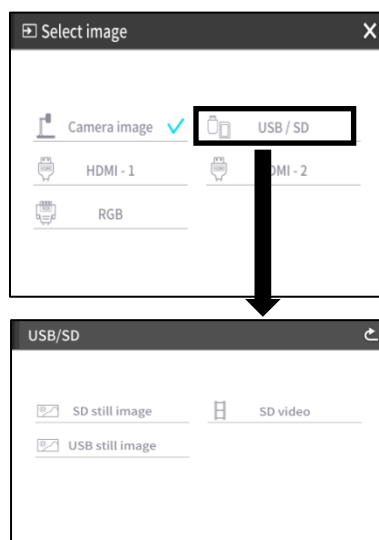 Select image
Camera image
USB / SD
HDMI - 1
DMI - 2
RGB
USB/SD
SD still image
SD video
USB still image